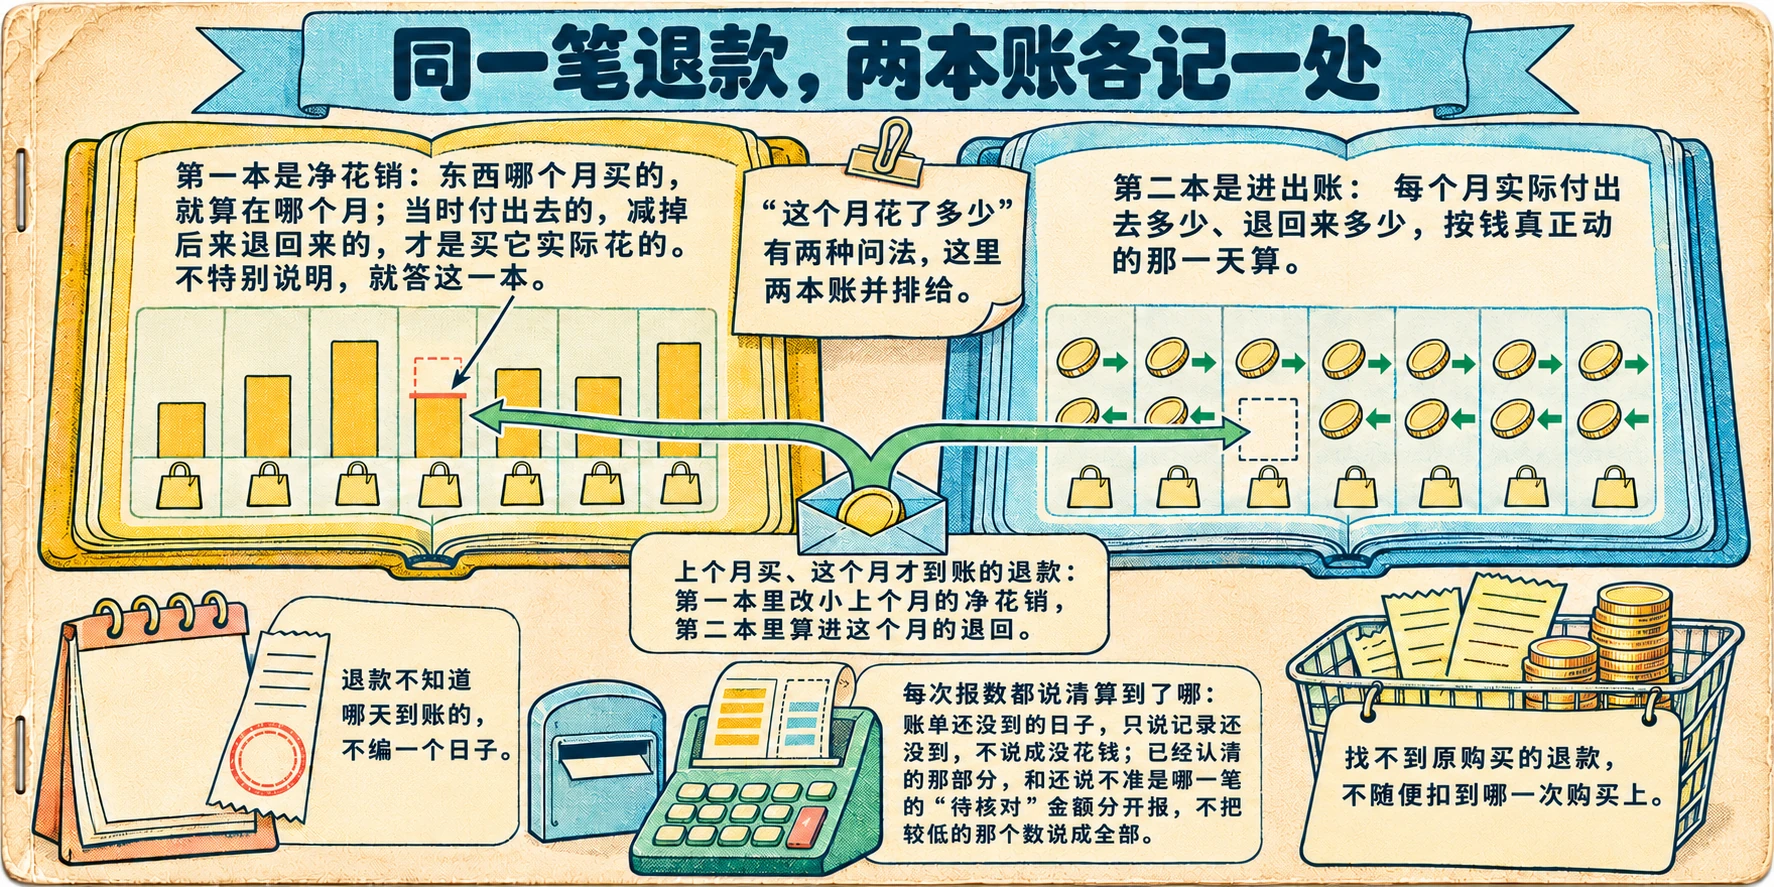 同一笔退款，两本账各记一处
第一本是净花销：东西哪个月买的，
就算在哪个月；当时付出去的，减掉
后来退回来的，才是买它实际花的。
不特别说明，就答这一本。
“这个月花了多少”
有两种问法，这里
两本账并排给。
第二本是进出账： 每个月实际付出
去多少、退回来多少，按钱真正动
的那一天算。
上个月买、这个月才到账的退款：
第一本里改小上个月的净花销，
第二本里算进这个月的退回。
退款不知道
哪天到账的，
不编一个日子。
每次报数都说清算到了哪：
账单还没到的日子，只说记录还
没到，不说成没花钱；已经认清
的那部分，和还说不准是哪一笔
的“待核对”金额分开报，不把
较低的那个数说成全部。
找不到原购买的退款，
不随便扣到哪一次购买上。